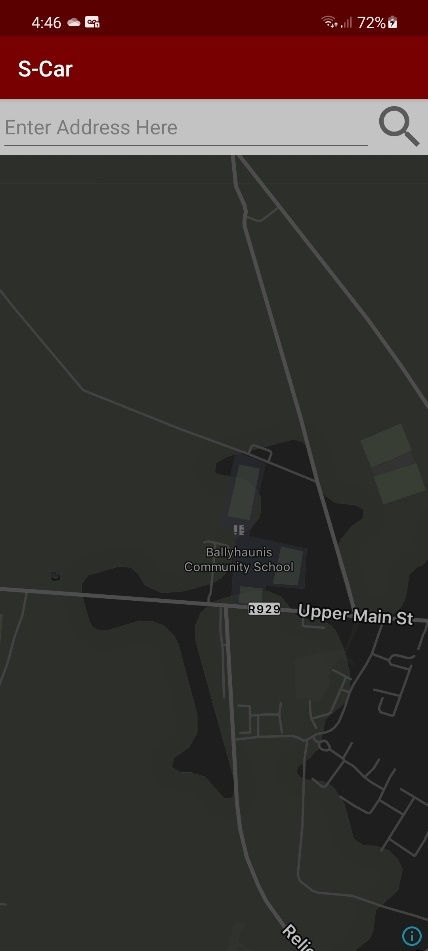 4:46
72%
S-Car
Enter Address Here
Ballyhaunis
Community School
R929
Upper Main St